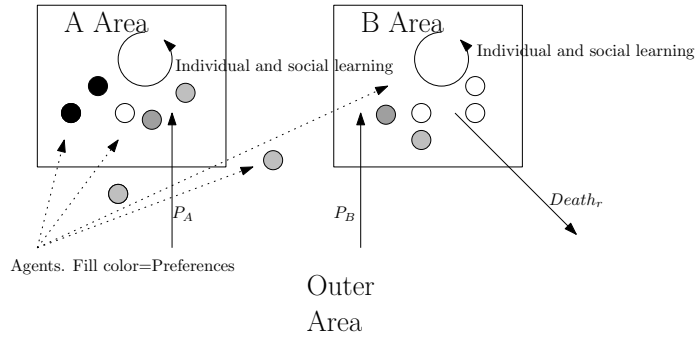 A Area
B Area
Individual and social learning
Individual and social learning
P_A
P_B
Death_r
Agents. Fill color=Preferences
Outer
Area